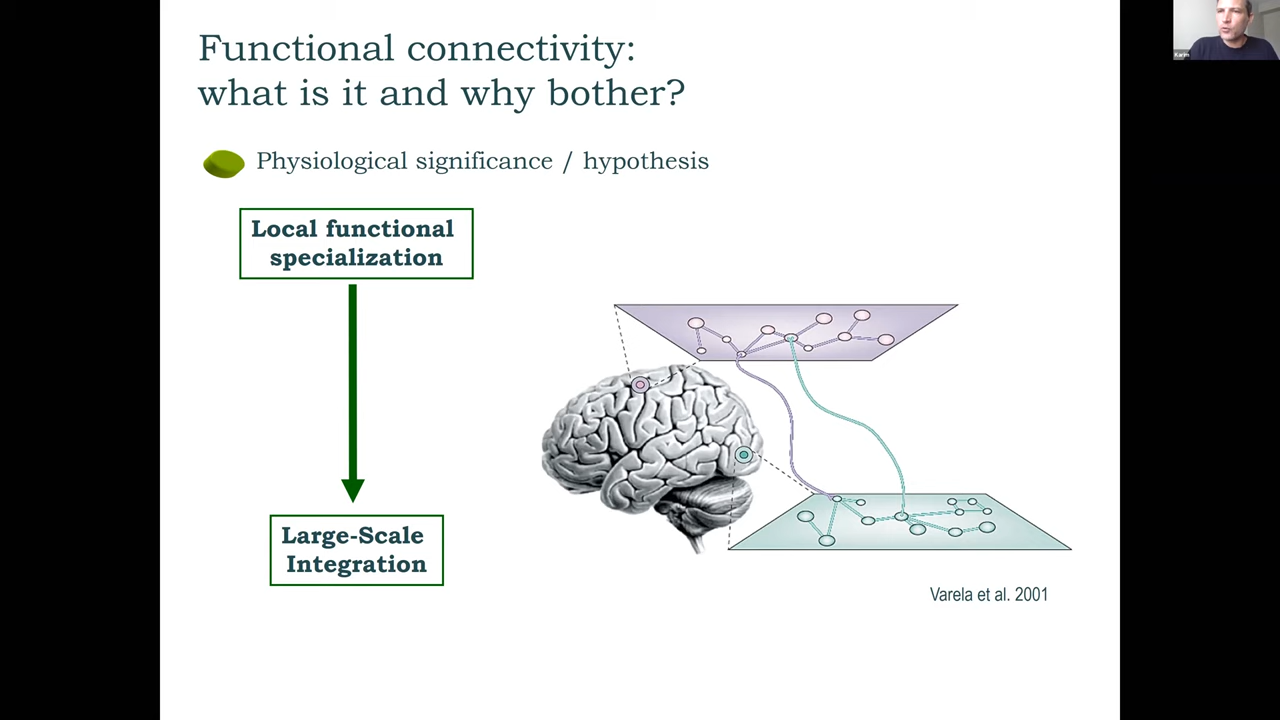 Functional connectivity:
what is it and why bother?
Physiological significance / hypothesis
Local functional
specialization
Large-Scale
Integration
Varela et al. 2001
Karim